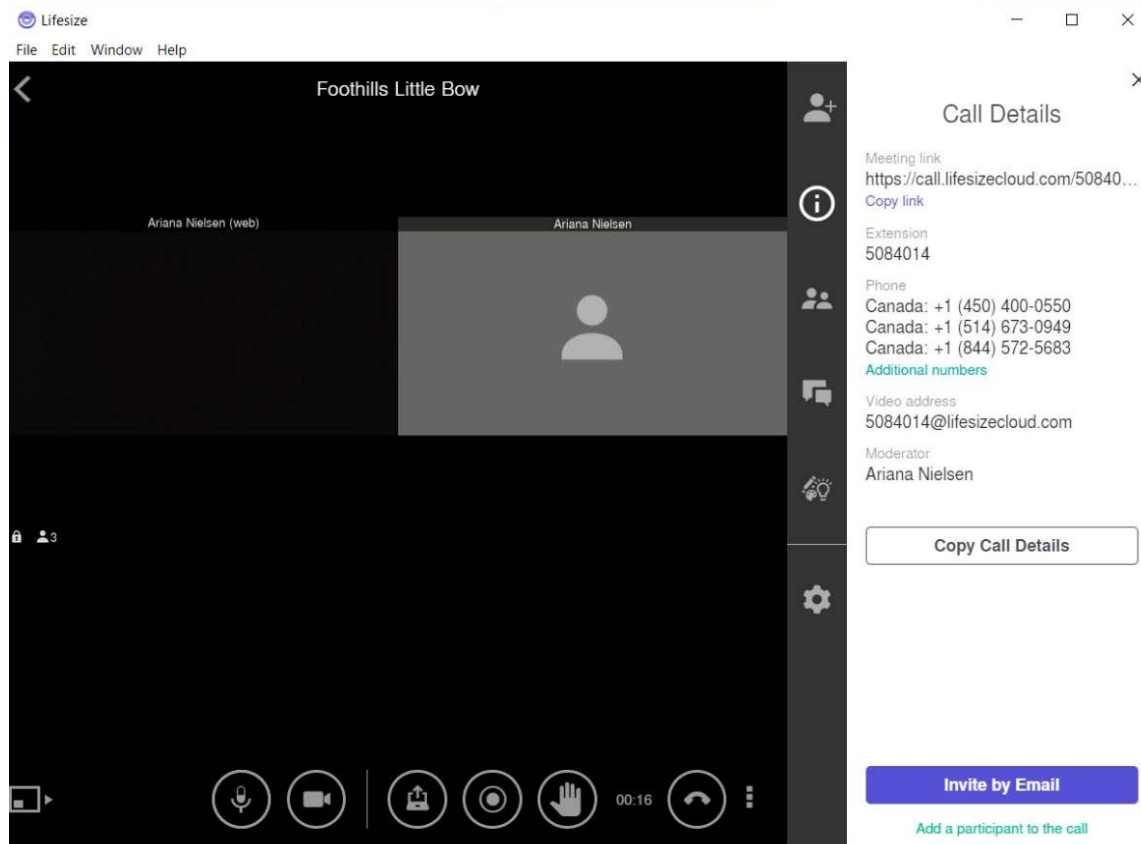 Lifesize
File Edit Window Help
Foothills Little Bow
Ariana Nielsen (web)
Ariana Nielsen
3
00:16
Call Details
Meeting link
https://call.lifesizecloud.com/50840...
Copy link
Extension
5084014
Phone
Canada: +1 (450) 400-0550
Canada: +1 (514) 673-0949
Canada: +1 (844) 572-5683
Additional numbers
Video address
5084014@lifesizecloud.com
Moderator
Ariana Nielsen
Copy Call Details
Invite by Email
Add a participant to the call